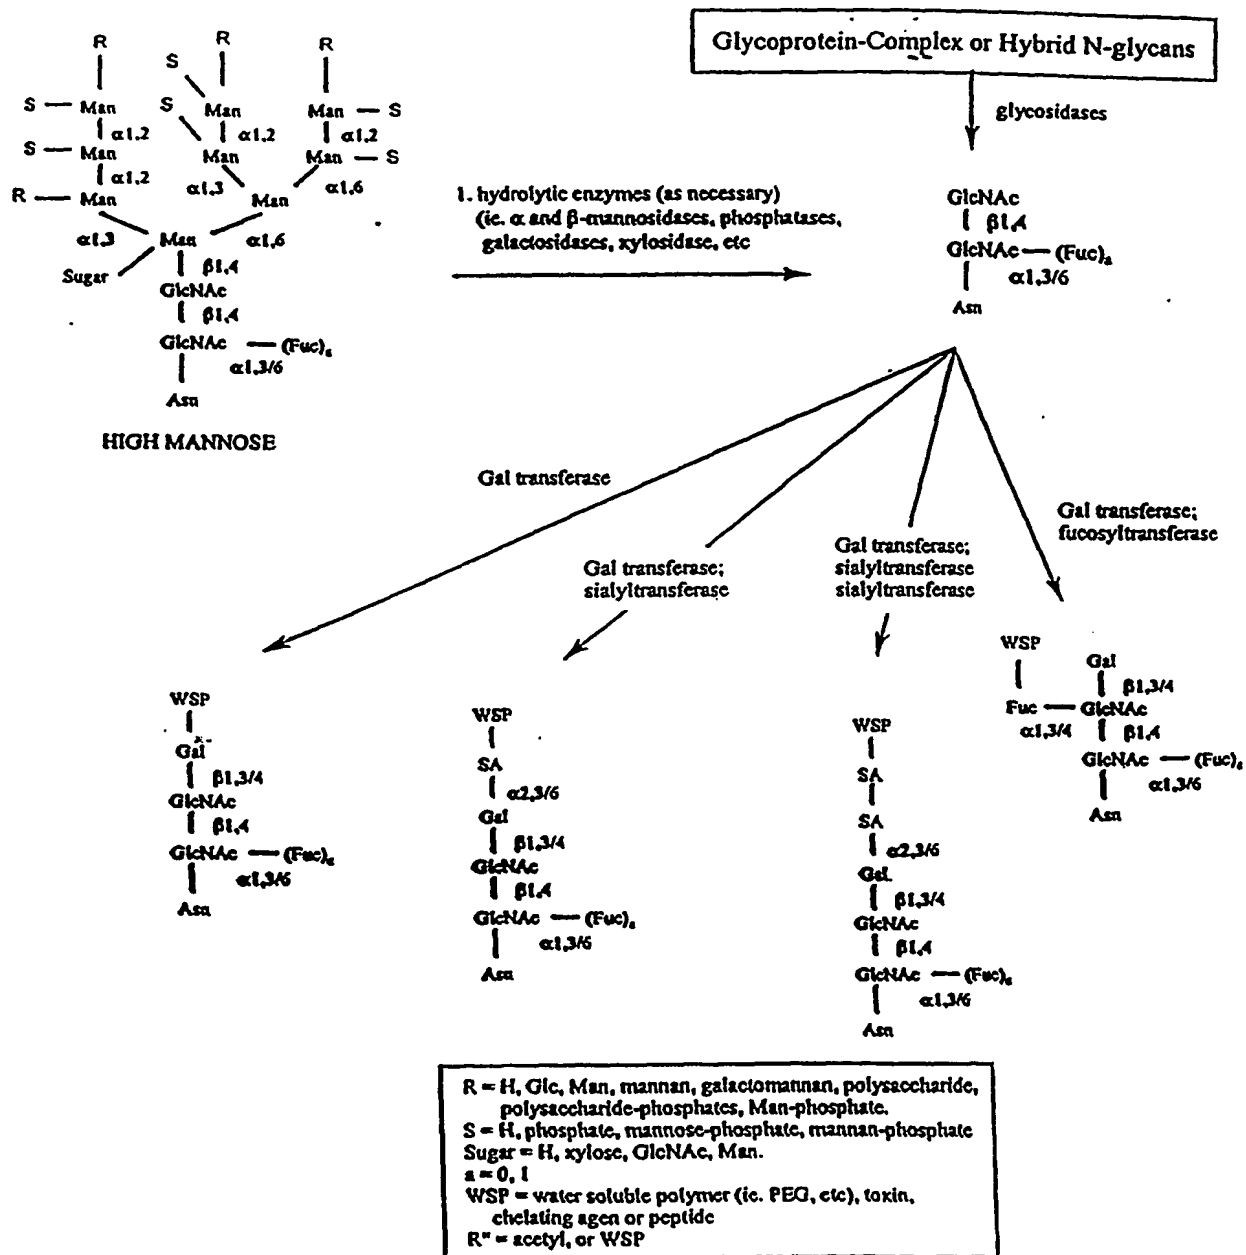 Glycoprotein-Complex or Hybrid N-glycans
glycosidases
R
R
R
S
S
S — Man
Man
Man — S
α1,2
α1,2
α1,2
S — Man
Man
Man — S
α1,2
α1,3
α1,6
R — Man
Man
α1,3
Man
α1,6
Sugar
β1,4
GlcNAc
β1,4
GlcNAc — (Fuc)a
α1,3/6
Asn
HIGH MANNOSE
1. hydrolytic enzymes (as necessary)
(ie. α and β-mannosidases, phosphatases,
galactosidases, xylosidase, etc
GlcNAc
β1,4
GlcNAc — (Fuc)a
α1,3/6
Asn
Gal transferase
Gal transferase;
sialyltransferase
Gal transferase;
sialyltransferase
sialyltransferase
Gal transferase;
fucosyltransferase
WSP
Gal
β1,3/4
GlcNAc
β1,4
GlcNAc — (Fuc)a
α1,3/6
Asn
WSP
SA
α2,3/6
Gal
β1,3/4
GlcNAc
β1,4
GlcNAc — (Fuc)a
α1,3/6
Asn
WSP
SA
SA
α2,3/6
Gal
β1,3/4
GlcNAc
β1,4
GlcNAc — (Fuc)a
α1,3/6
Asn
WSP
Gal
β1,3/4
Fuc — GlcNAc
α1,3/4
β1,4
GlcNAc — (Fuc)a
α1,3/6
Asn
R = H, Glc, Man, mannan, galactomannan, polysaccharide,
polysaccharide-phosphates, Man-phosphate.
S = H, phosphate, mannose-phosphate, mannan-phosphate
Sugar = H, xylose, GlcNAc, Man.
a = 0, 1
WSP = water soluble polymer (ie. PEG, etc), toxin,
chelating agen or peptide
R" = acetyl, or WSP